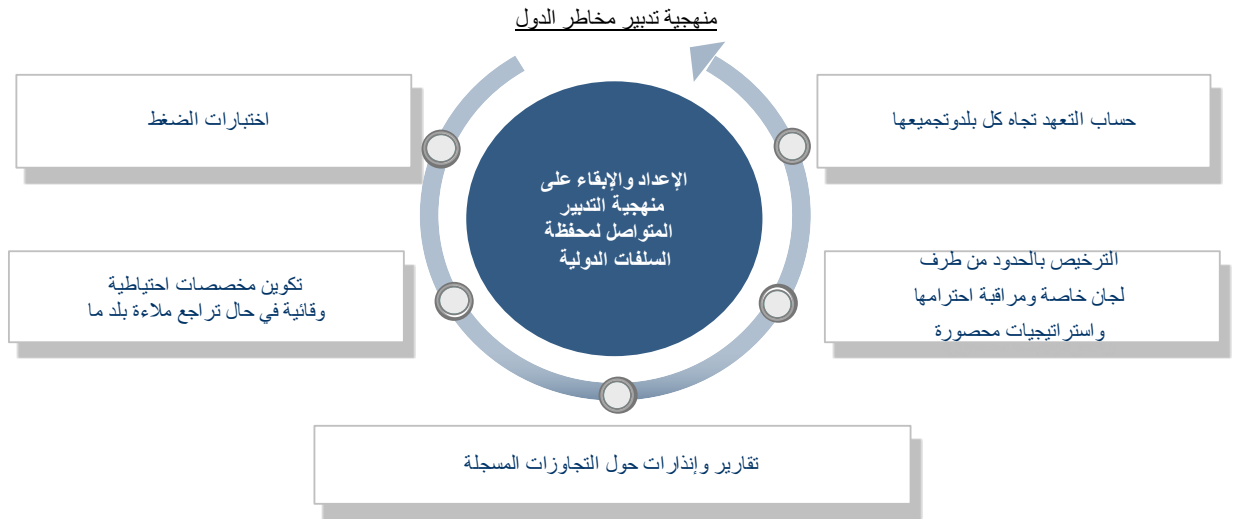 منهجية تدبير مخاطر الدول
حساب التعهد تجاه كل بلدوتجميعها
اختبارات الضغط
الإعداد والإبقاء على
منهجية التدبير
المتواصل لمحفظة
السلفات الدولية
الترخيص بالحدود من طرف
لجان خاصة ومراقبة احترامها
واستراتيجيات محصورة
تكوين مخصصات احتياطية
وقائية في حال تراجع ملاءة بلد ما
تقارير وإنذارات حول التجاوزات المسجلة